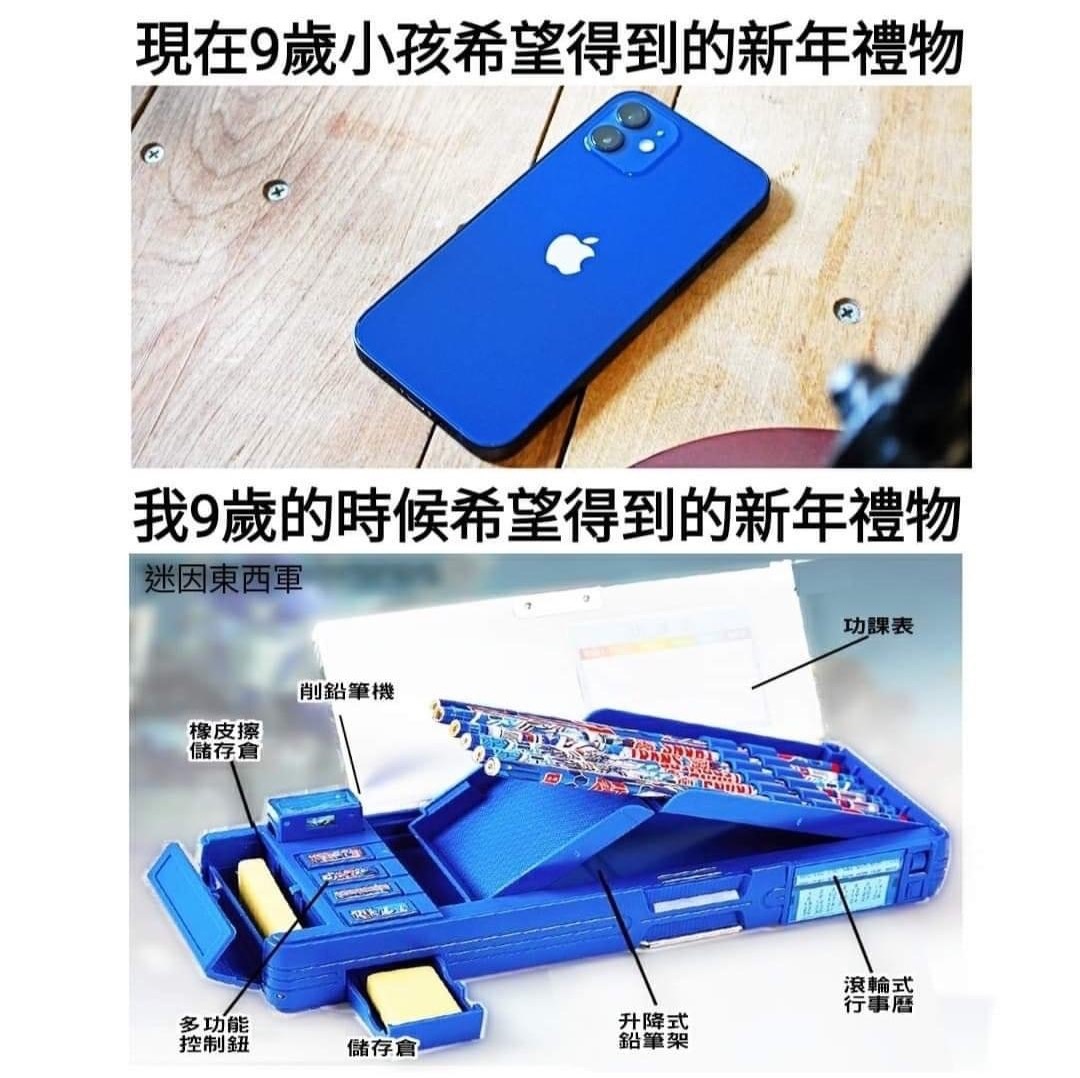 現在9歲小孩希望得到的新年禮物
我9歲的時候希望得到的新年禮物
迷因東西軍
功課表
削鉛筆機
橡皮擦
儲存倉
多功能
控制鈕
儲存倉
升降式
鉛筆架
滾輪式
行事曆